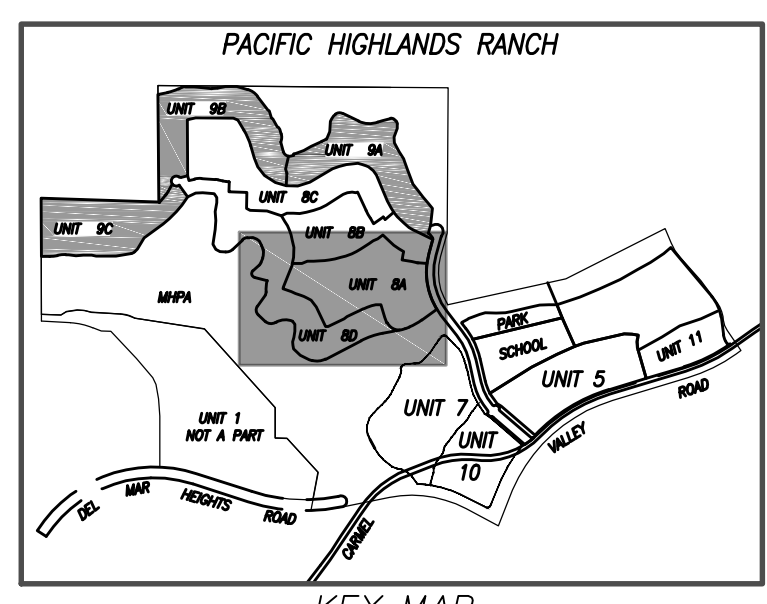 PACIFIC HIGHLANDS RANCH
UNIT 9B
UNIT 9A
UNIT 8C
UNIT 9C
UNIT 8B
UNIT 8A
MHPA
UNIT 8D
PARK
SCHOOL
UNIT 11
UNIT 5
ROAD
UNIT 7
UNIT 1
NOT A PART
UNIT
10
VALLEY
DEL MAR HEIGHTS ROAD
CARMEL
KEY MAP